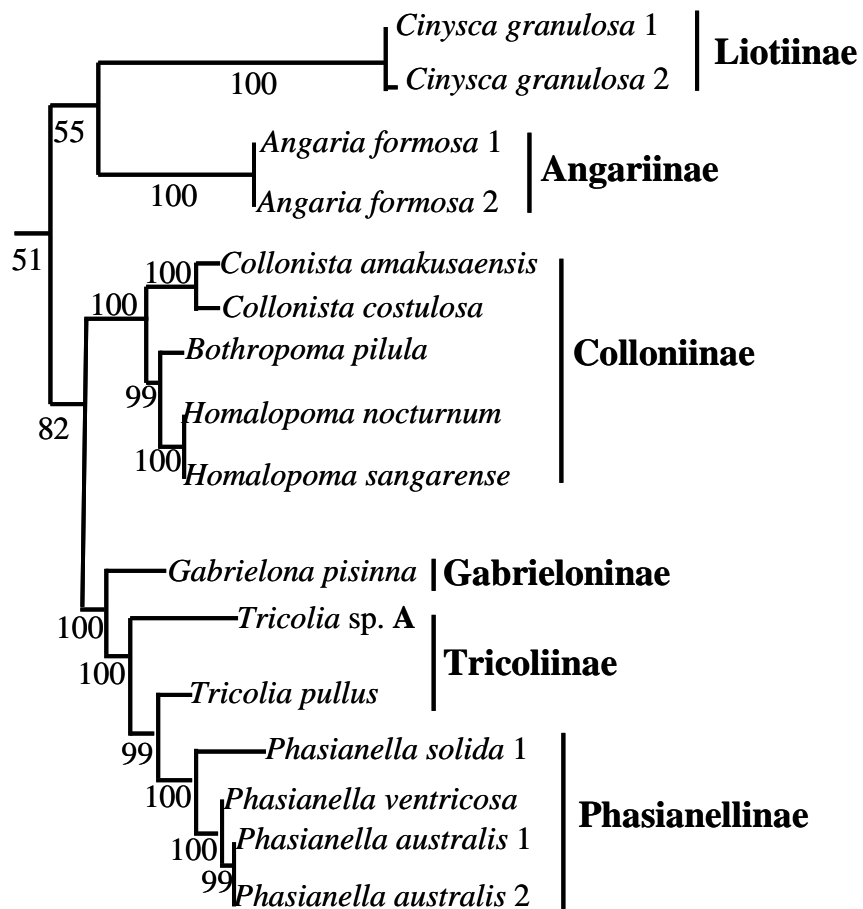 Cinysca granulosa 1
Liotiinae
100
Cinysca granulosa 2
55
Angaria formosa 1
Angariinae
100
Angaria formosa 2
51
100
Collonista amakusaensis
100
Collonista costulosa
Bothropoma pilula
Colloniinae
99
Homalopoma nocturnum
82
100
Homalopoma sangarense
Gabrielona pisinna
Gabrieloninae
100
Tricolia sp. A
100
Tricoliinae
Tricolia pullus
99
Phasianella solida 1
100
Phasianella ventricosa
Phasianellinae
100
Phasianella australis 1
99
Phasianella australis 2